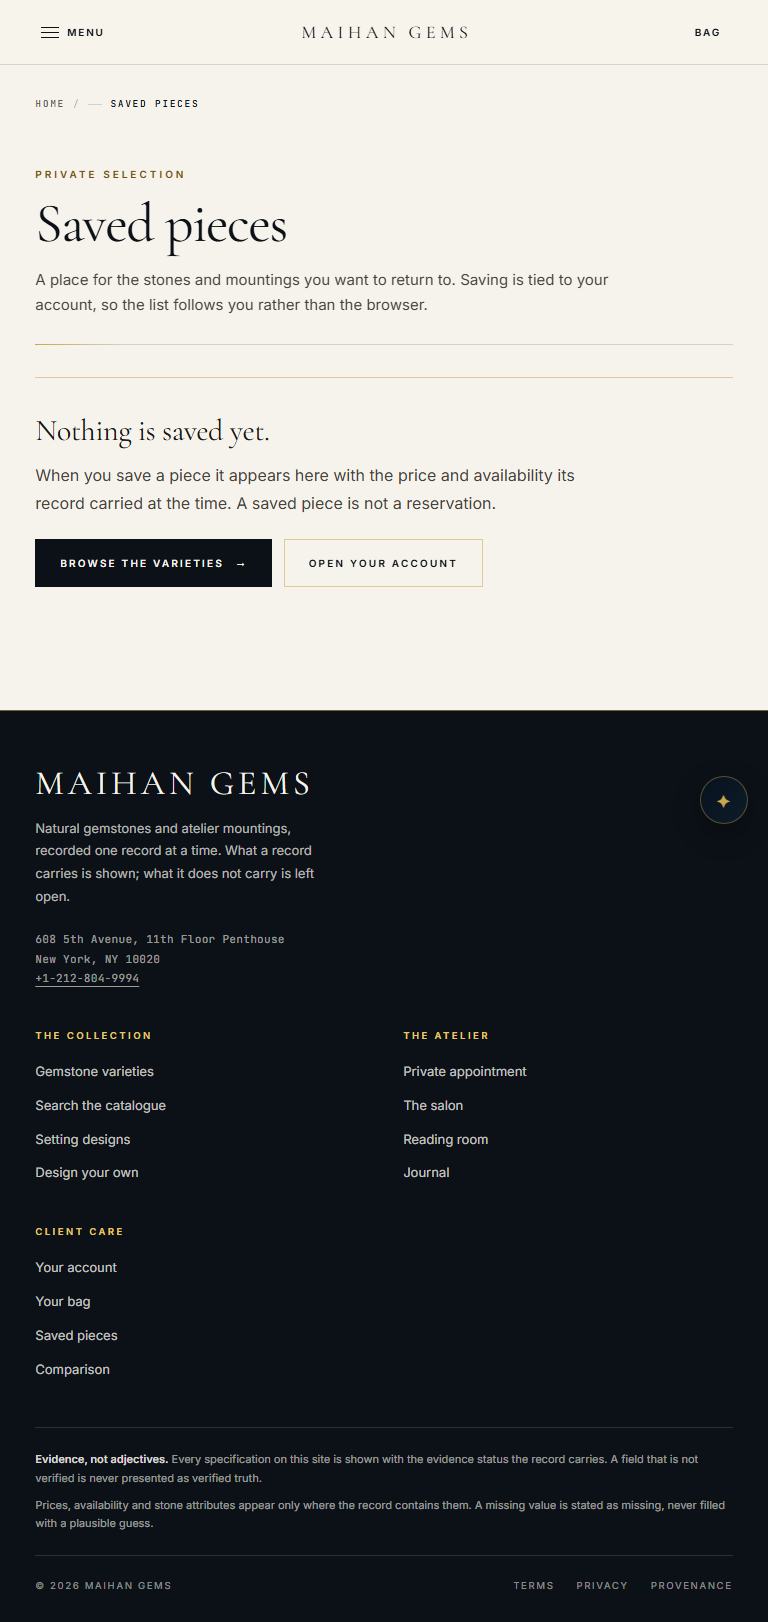 MENU
MAIHAN GEMS
BAG
HOME / — SAVED PIECES
PRIVATE SELECTION
Saved pieces
A place for the stones and mountings you want to return to. Saving is tied to your
account, so the list follows you rather than the browser.
Nothing is saved yet.
When you save a piece it appears here with the price and availability its
record carried at the time. A saved piece is not a reservation.
BROWSE THE VARIETIES →
OPEN YOUR ACCOUNT
MAIHAN GEMS
Natural gemstones and atelier mountings,
recorded one record at a time. What a record
carries is shown; what it does not carry is left
open.
608 5th Avenue, 11th Floor Penthouse
New York, NY 10020
+1-212-804-9994
THE COLLECTION
Gemstone varieties
Search the catalogue
Setting designs
Design your own
THE ATELIER
Private appointment
The salon
Reading room
Journal
CLIENT CARE
Your account
Your bag
Saved pieces
Comparison
Evidence, not adjectives. Every specification on this site is shown with the evidence status the record carries. A field that is not
verified is never presented as verified truth.
Prices, availability and stone attributes appear only where the record contains them. A missing value is stated as missing, never filled
with a plausible guess.
© 2026 MAIHAN GEMS
TERMS
PRIVACY
PROVENANCE